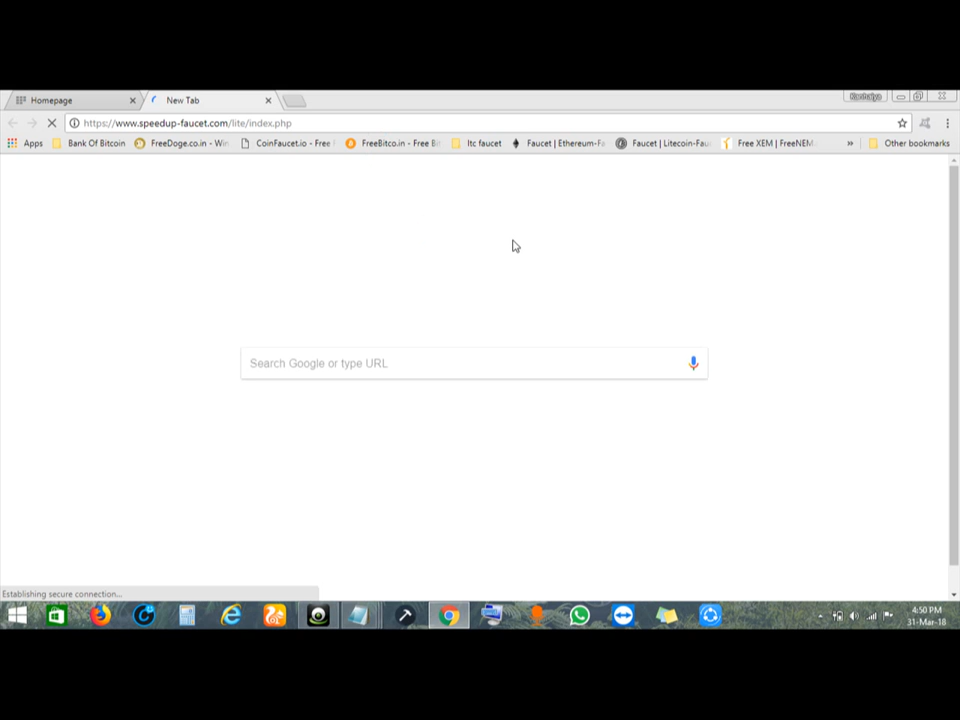 Homepage
New Tab
Kanhaiya
https://www.speedup-faucet.com/lite/index.php
Apps
Bank Of Bitcoin
FreeDoge.co.in - Win
CoinFaucet.io - Free
FreeBitco.in - Free Bi
ltc faucet
Faucet | Ethereum-Fa
Faucet | Litecoin-Fau
Free XEM | FreeNEM.
»
Other bookmarks
Search Google or type URL
Establishing secure connection...
4:50 PM
31-Mar-18